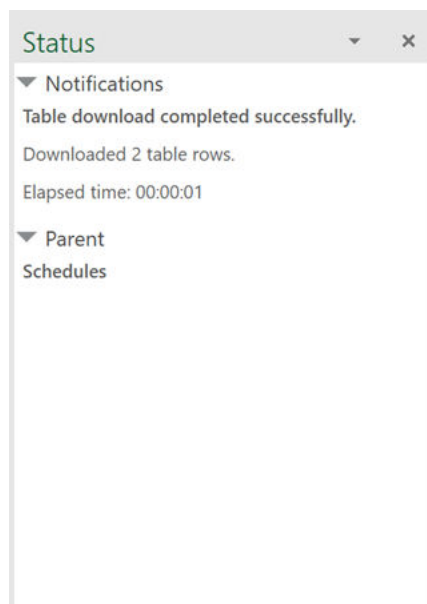 Status
Notifications
Table download completed successfully.
Downloaded 2 table rows.
Elapsed time: 00:00:01
Parent
Schedules